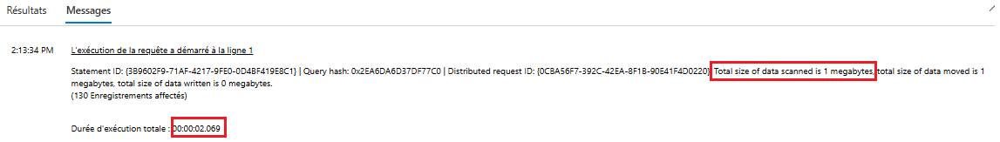 Résultats Messages
2:13:34 PM L'exécution de la requête a démarré à la ligne 1
Statement ID: {3B9602F9-71AF-4217-9FE0-0D4BF419E8C1} | Query hash: 0x2EA6DA6D37DF77C0 | Distributed request ID: {0CBA56F7-392C-42EA-8F1B-90E41F4D0220}. Total size of data scanned is 1 megabytes, total size of data moved is 1
megabytes, total size of data written is 0 megabytes.
(130 Enregistrements affectés)
Durée d'exécution totale : 00:00:02.069